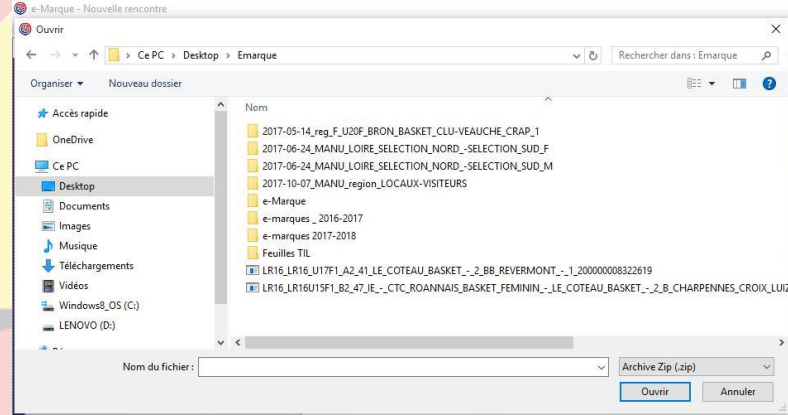 e-Marque - Nouvelle rencontre
Ouvrir
Ce PC > Desktop > Emarque
Rechercher dans : Emarque
Organiser
Nouveau dossier
Accès rapide
OneDrive
Ce PC
Desktop
Documents
Images
Musique
Téléchargements
Vidéos
Windows8_OS (C:)
LENOVO (D:)
Nom
2017-05-14_reg_F_U20F_BRON_BASKET_CLU-VEAUCHE_CRAP_1
2017-06-24_MANU_LOIRE_SELECTION_NORD_-SELECTION_SUD_F
2017-06-24_MANU_LOIRE_SELECTION_NORD_-SELECTION_SUD_M
2017-10-07_MANU_region_LOCAUX-VISITEURS
e-Marque
e-marques _ 2016-2017
e-marques 2017-2018
Feuilles TIL
LR16_LR16_U17F1_A2_41_LE_COTEAU_BASKET_-_2_BB_REVERMONT_-_1_200000008322619
LR16_LR16U15F1_B2_47_IE_-_CTC_ROANNAIS_BASKET_FEMININ_-_LE_COTEAU_BASKET_-_2_B_CHARPENNES_CROIX_LUIZ
Nom du fichier :
Archive Zip (.zip)
Ouvrir
Annuler